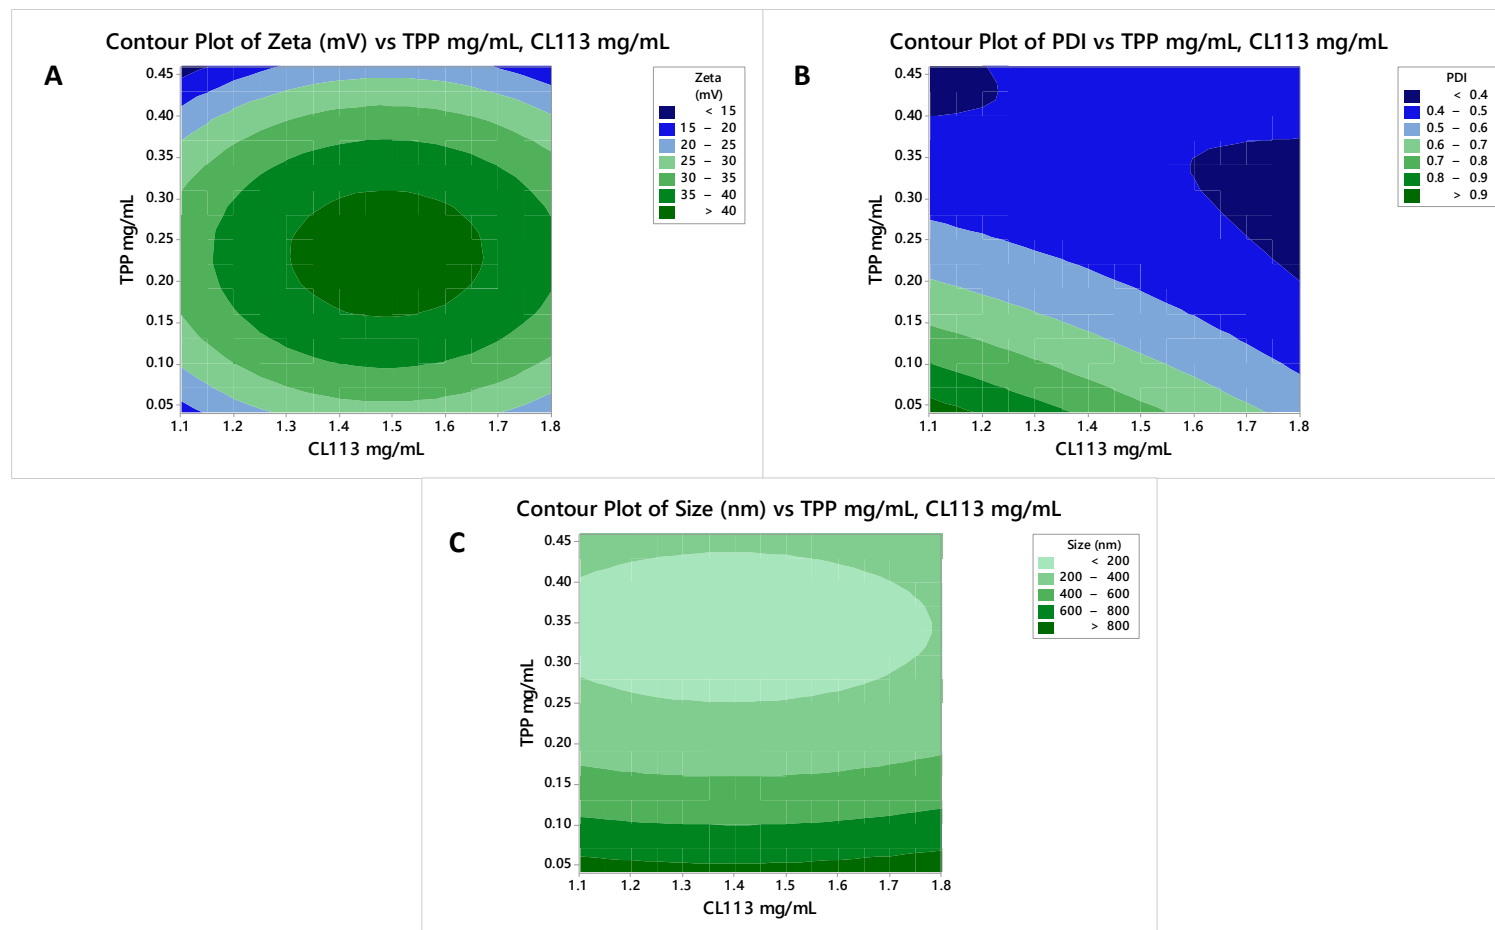 Contour Plot of Zeta (mV) vs TPP mg/mL, CL113 mg/mL
A
0.45
0.40
0.35
0.30
0.25
0.20
0.15
0.10
0.05
TPP mg/mL
1.1 1.2 1.3 1.4 1.5 1.6 1.7 1.8
CL113 mg/mL
Zeta
(mV)
< 15
15 – 20
20 – 25
25 – 30
30 – 35
35 – 40
> 40
Contour Plot of PDI vs TPP mg/mL, CL113 mg/mL
B
0.45
0.40
0.35
0.30
0.25
0.20
0.15
0.10
0.05
TPP mg/mL
1.1 1.2 1.3 1.4 1.5 1.6 1.7 1.8
CL113 mg/mL
PDI
< 0.4
0.4 – 0.5
0.5 – 0.6
0.6 – 0.7
0.7 – 0.8
0.8 – 0.9
> 0.9
Contour Plot of Size (nm) vs TPP mg/mL, CL113 mg/mL
C
0.45
0.40
0.35
0.30
0.25
0.20
0.15
0.10
0.05
TPP mg/mL
1.1 1.2 1.3 1.4 1.5 1.6 1.7 1.8
CL113 mg/mL
Size (nm)
< 200
200 – 400
400 – 600
600 – 800
> 800